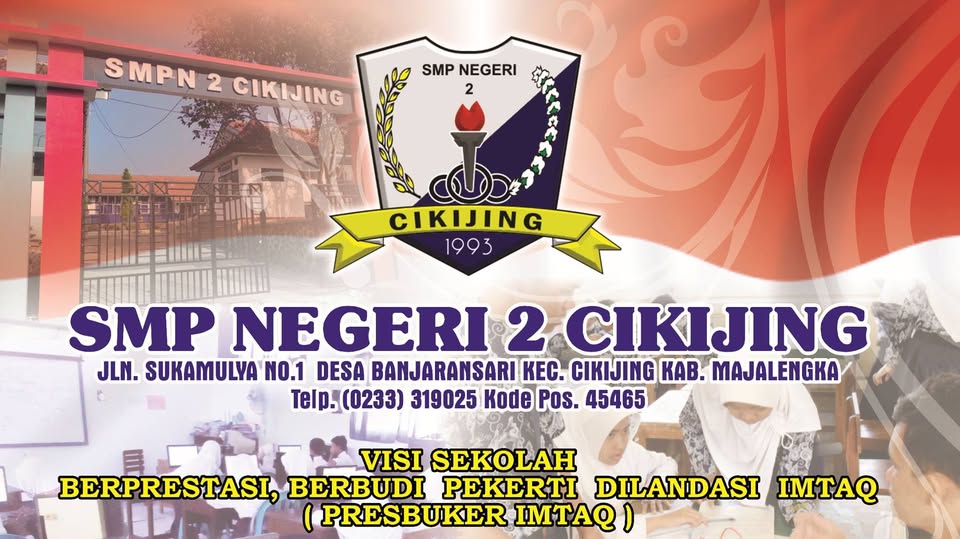 SMPN 2 CIKIJING
SMP NEGERI
2
CIKIJING
1993
SMP NEGERI 2 CIKIJING
JLN. SUKAMULYA NO.1 DESA BANJARANSARI KEC. CIKIJING KAB. MAJALENGKA
Telp. (0233) 319025 Kode Pos. 45465
VISI SEKOLAH
BERPRESTASI, BERBUDI PEKERTI DILANDASI IMTAQ
( PRESBUKER IMTAQ )